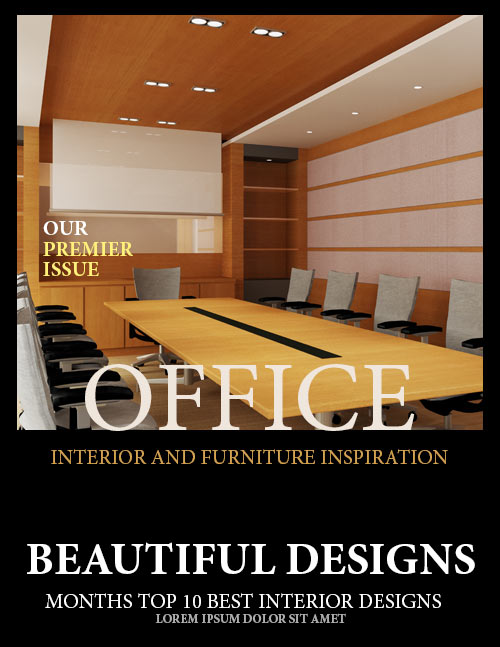 OUR
PREMIER
ISSUE
OFFICE
INTERIOR AND FURNITURE INSPIRATION
BEAUTIFUL DESIGNS
MONTHS TOP 10 BEST INTERIOR DESIGNS
LOREM IPSUM DOLOR SIT AMET